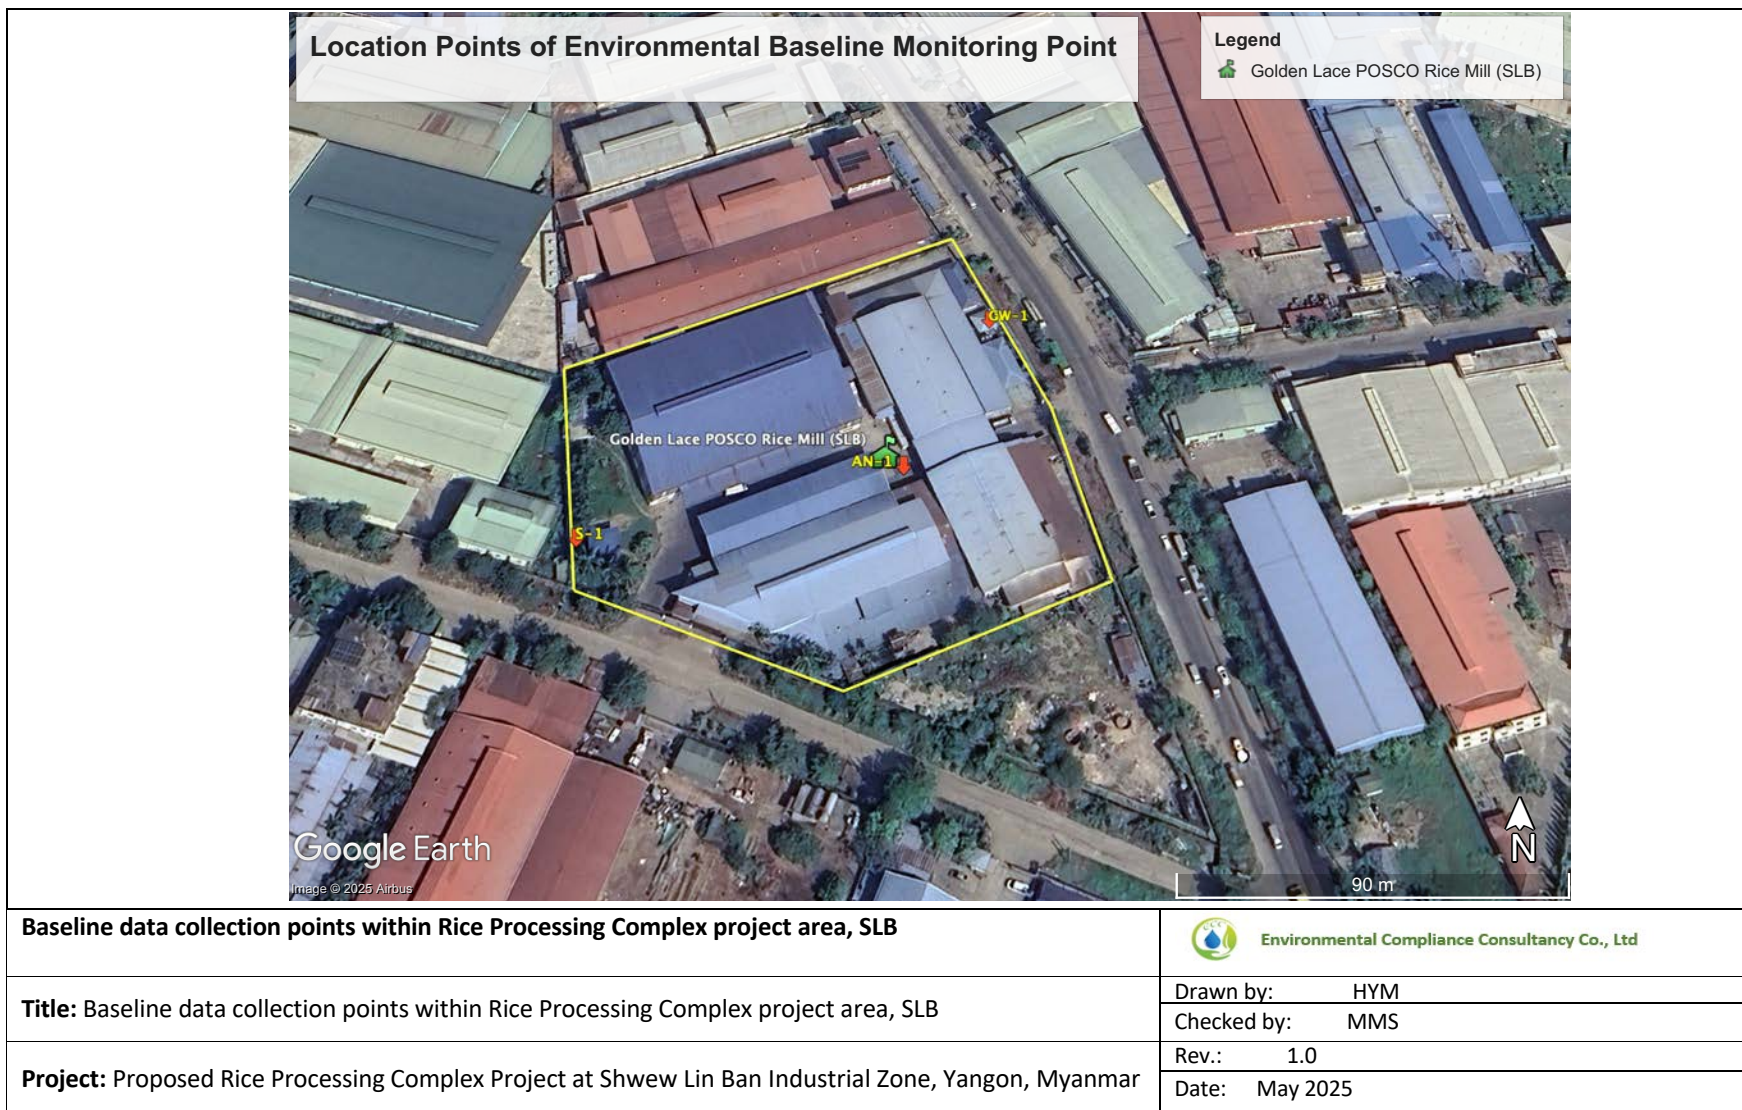 Location Points of Environmental Baseline Monitoring Point
Legend
Golden Lace POSCO Rice Mill (SLB)
GW-1
Golden Lace POSCO Rice Mill (SLB)
AN-1
S-1
Google Earth
Image © 2025 Airbus
90 m
N
Baseline data collection points within Rice Processing Complex project area, SLB
Environmental Compliance Consultancy Co., Ltd
Title: Baseline data collection points within Rice Processing Complex project area, SLB
Drawn by: HYM
Checked by: MMS
Project: Proposed Rice Processing Complex Project at Shwew Lin Ban Industrial Zone, Yangon, Myanmar
Rev.: 1.0
Date: May 2025